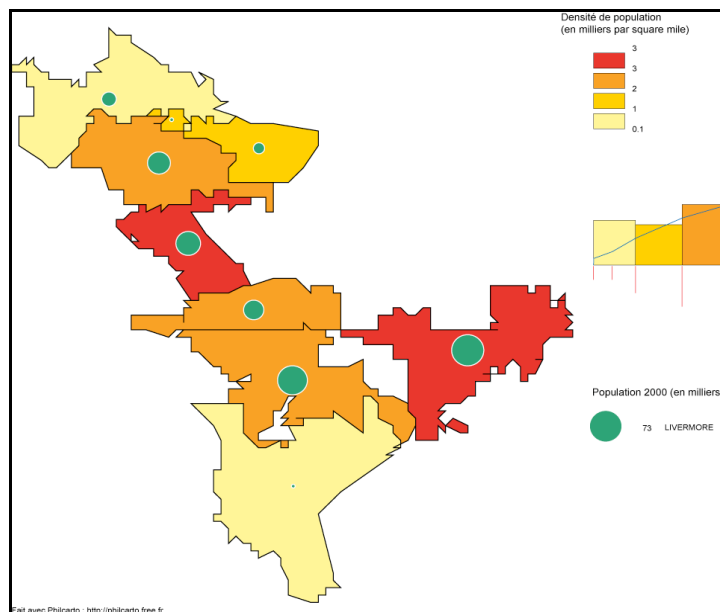 Densité de population
(en milliers par square mile)
3
3
2
1
0.1
Population 2000 (en milliers
73 LIVERMORE
Fait avec Philcarto : http://philcarto.free.fr